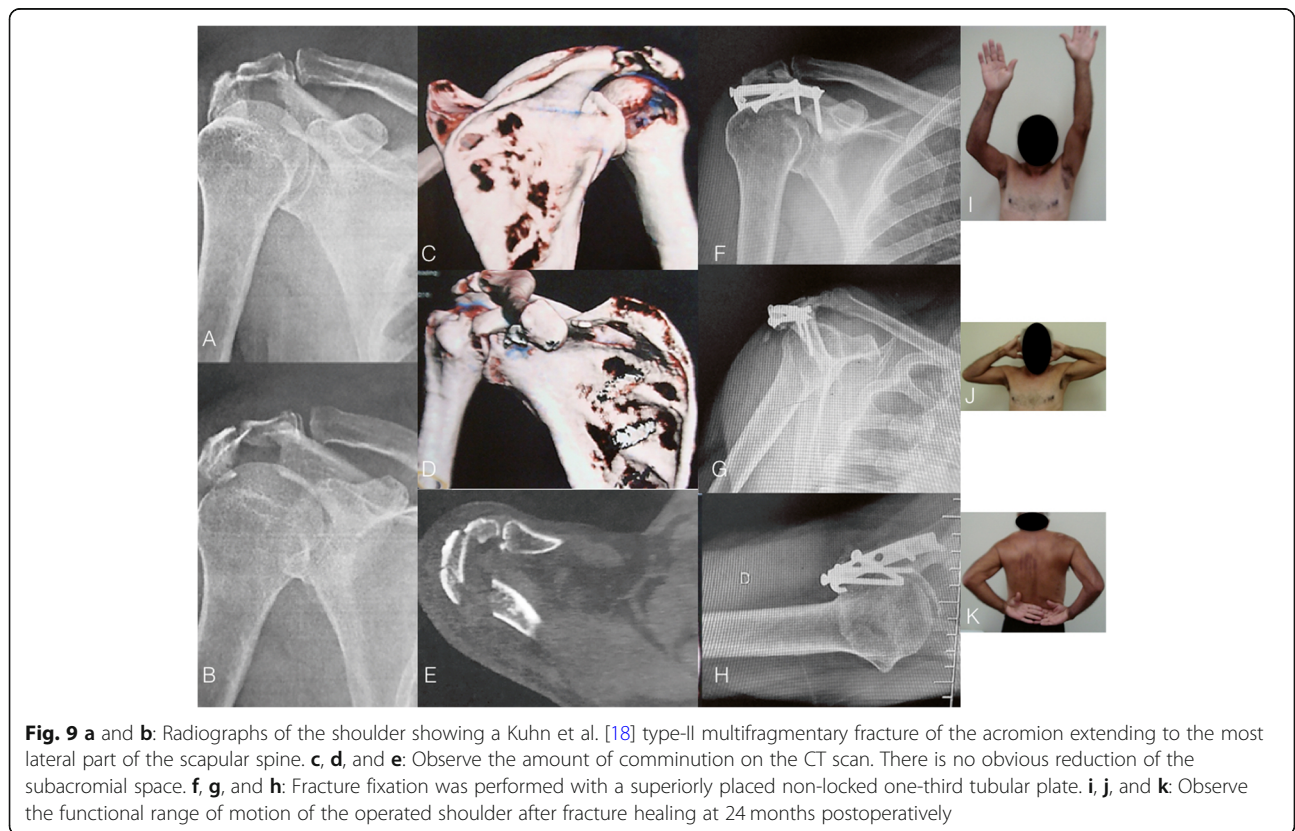 A
B
C
D
E
F
G
D
H
I
J
K
Fig. 9 a and b: Radiographs of the shoulder showing a Kuhn et al. [18] type-II multifragmentary fracture of the acromion extending to the most
lateral part of the scapular spine. c, d, and e: Observe the amount of comminution on the CT scan. There is no obvious reduction of the
subacromial space. f, g, and h: Fracture fixation was performed with a superiorly placed non-locked one-third tubular plate. i, j, and k: Observe
the functional range of motion of the operated shoulder after fracture healing at 24 months postoperatively